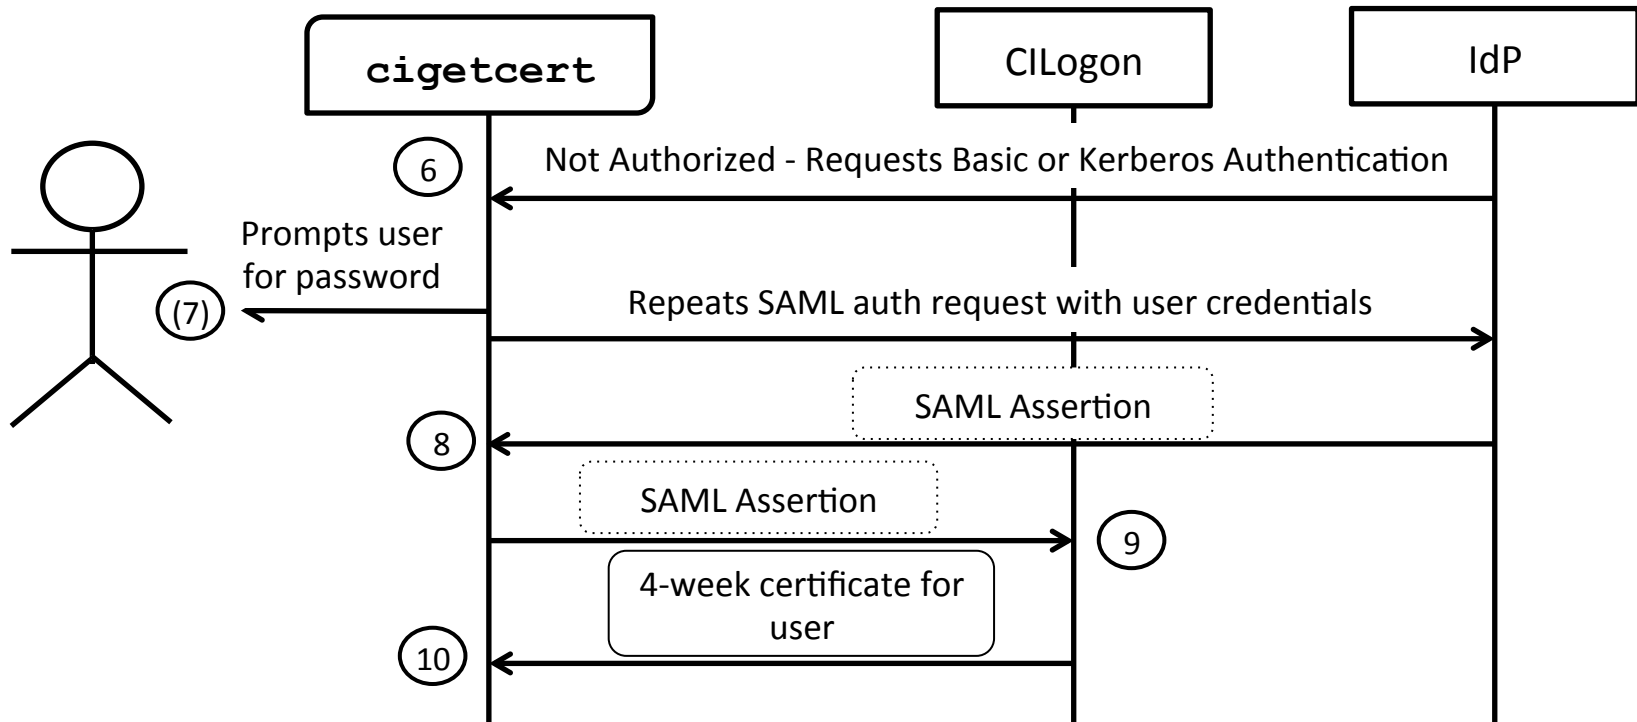 cigetcert
CILogon
IdP
6
Not Authorized - Requests Basic or Kerberos Authentication
Prompts user
for password
(7)
Repeats SAML auth request with user credentials
SAML Assertion
8
SAML Assertion
9
4-week certificate for
user
10